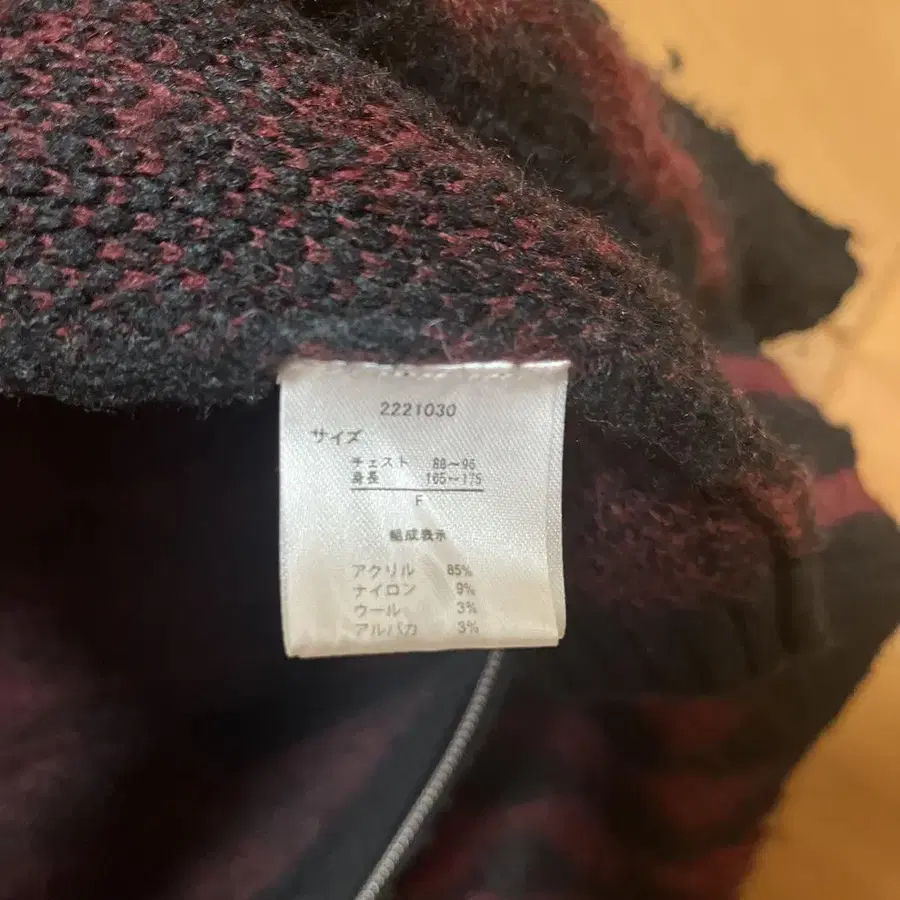 2221030
サイズ
チェスト 88～96
身長 165～175
F
組成表示
アクリル 85%
ナイロン 9%
ウール 3%
アルパカ 3%